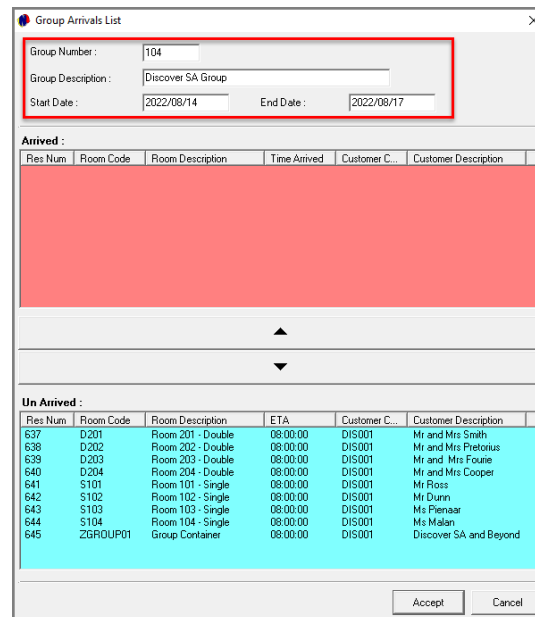 Group Arrivals List
Group Number : 104
Group Description : Discover SA Group
Start Date : 2022/08/14 End Date : 2022/08/17
Arrived :
Res Num Room Code Room Description Time Arrived Customer C... Customer Description
Un Arrived :
Res Num Room Code Room Description ETA Customer C... Customer Description
637 D201 Room 201 - Double 08:00:00 DIS001 Mr and Mrs Smith
638 D202 Room 202 - Double 08:00:00 DIS001 Mr and Mrs Pretorius
639 D203 Room 203 - Double 08:00:00 DIS001 Mr and  Mrs Fourie
640 D204 Room 204 - Double 08:00:00 DIS001 Mr and Mrs Cooper
641 S101 Room 101 - Single 08:00:00 DIS001 Mr Ross
642 S102 Room 102 - Single 08:00:00 DIS001 Mr Dunn
643 S103 Room 103 - Single 08:00:00 DIS001 Ms Pienaar
644 S104 Room 104 - Single 08:00:00 DIS001 Ms Malan
645 ZGROUP01 Group Container 08:00:00 DIS001 Discover SA and Beyond
Accept Cancel